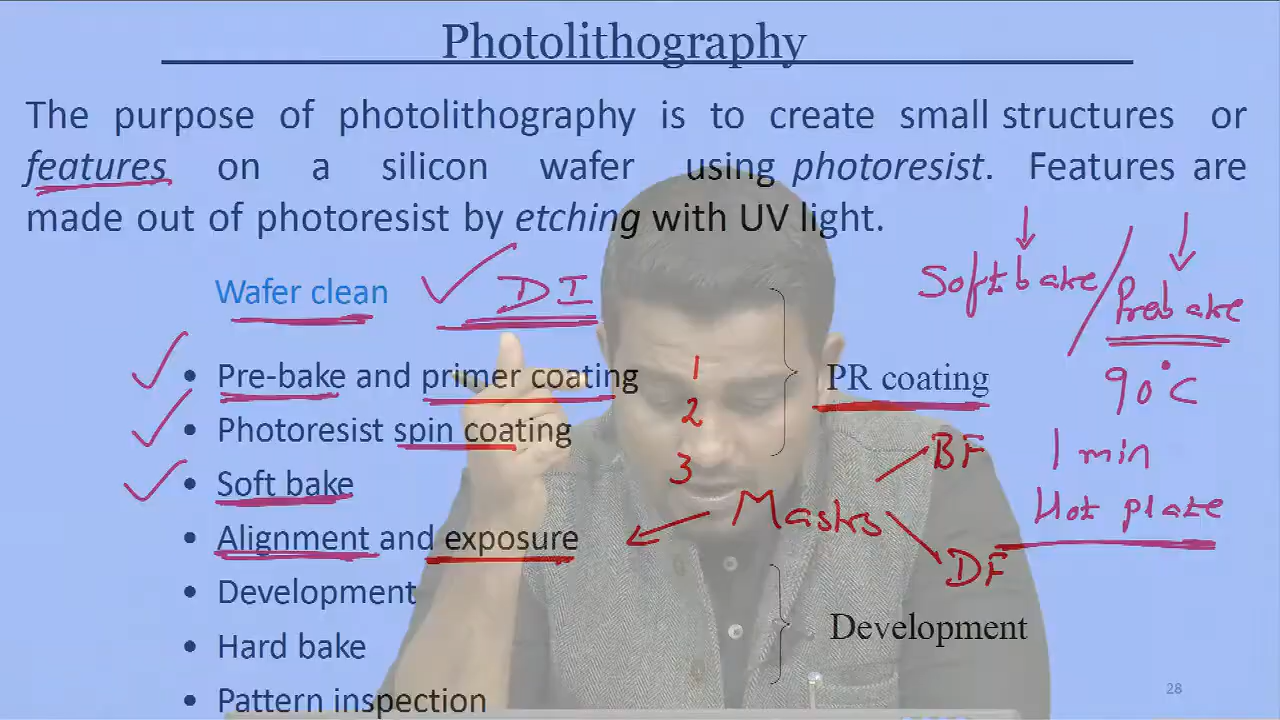 Photolithography
The purpose of photolithography is to create small structures or
features on a silicon wafer using photoresist. Features are
made out of photoresist by etching with UV light.
Wafer clean DI
Softbake/Prebake
• Pre-bake and primer coating 1 PR coating 90°C
• Photoresist spin coating 2 BF 1 min
• Soft bake 3 Masks Hot plate
• Alignment and exposure DF
• Development
Development
• Hard bake
• Pattern inspection
28